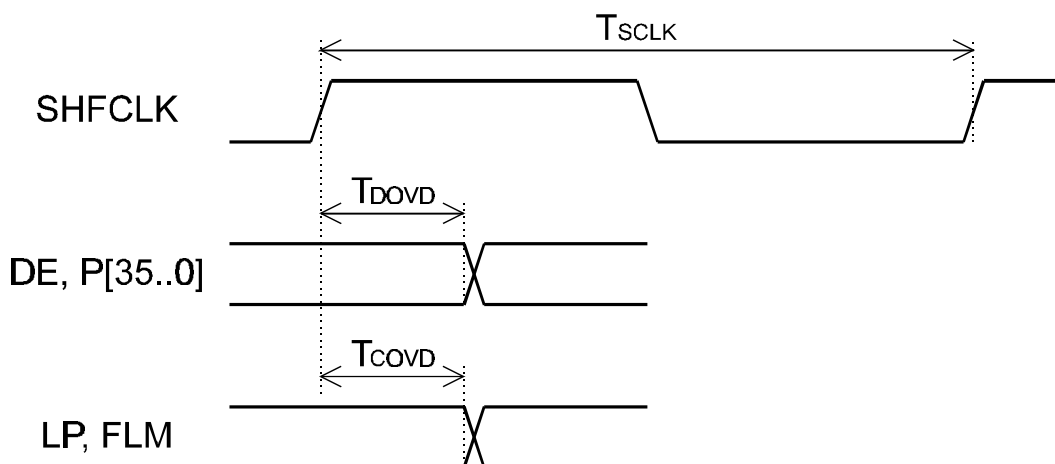 TSCLK
SHFCLK
TDOVD
DE, P[35..0]
TCOVD
LP, FLM